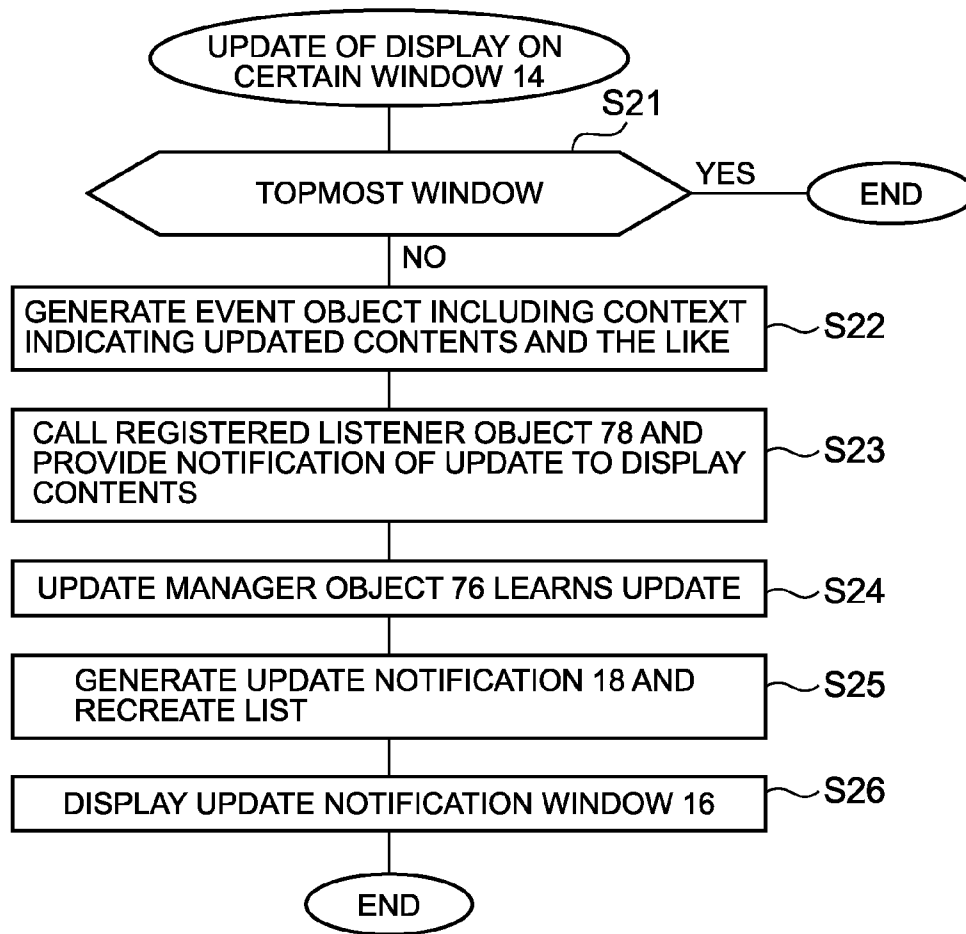 UPDATE OF DISPLAY ON
CERTAIN WINDOW 14
S21
TOPMOST WINDOW
YES
END
NO
GENERATE EVENT OBJECT INCLUDING CONTEXT
INDICATING UPDATED CONTENTS AND THE LIKE
S22
CALL REGISTERED LISTENER OBJECT 78 AND
PROVIDE NOTIFICATION OF UPDATE TO DISPLAY
CONTENTS
S23
UPDATE MANAGER OBJECT 76 LEARNS UPDATE
S24
GENERATE UPDATE NOTIFICATION 18 AND
RECREATE LIST
S25
DISPLAY UPDATE NOTIFICATION WINDOW 16
S26
END